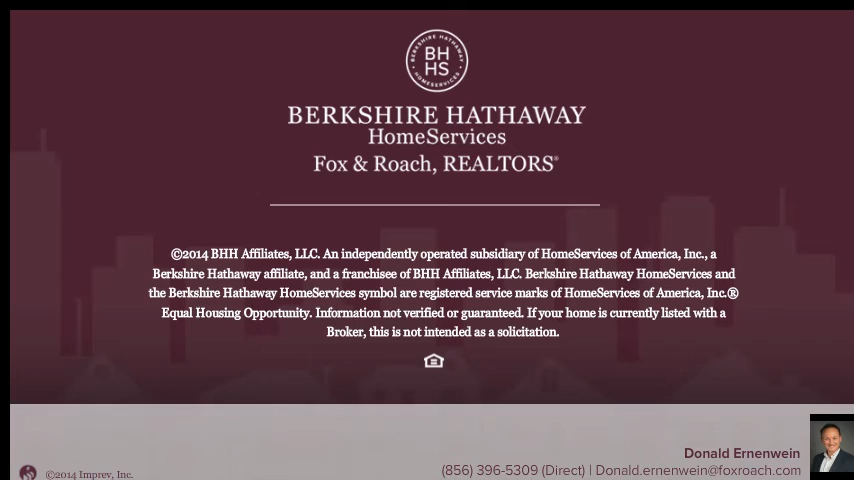 BERKSHIRE HATHAWAY
BH
HS
HOMESERVICES
BERKSHIRE HATHAWAY
HomeServices
Fox & Roach, REALTORS®
©2014 BHH Affiliates, LLC. An independently operated subsidiary of HomeServices of America, Inc., a
Berkshire Hathaway affiliate, and a franchisee of BHH Affiliates, LLC. Berkshire Hathaway HomeServices and
the Berkshire Hathaway HomeServices symbol are registered service marks of HomeServices of America, Inc.®
Equal Housing Opportunity. Information not verified or guaranteed. If your home is currently listed with a
Broker, this is not intended as a solicitation.
Donald Ernenwein
(856) 396-5309 (Direct) | Donald.ernenwein@foxroach.com
©2014 Imprev, Inc.